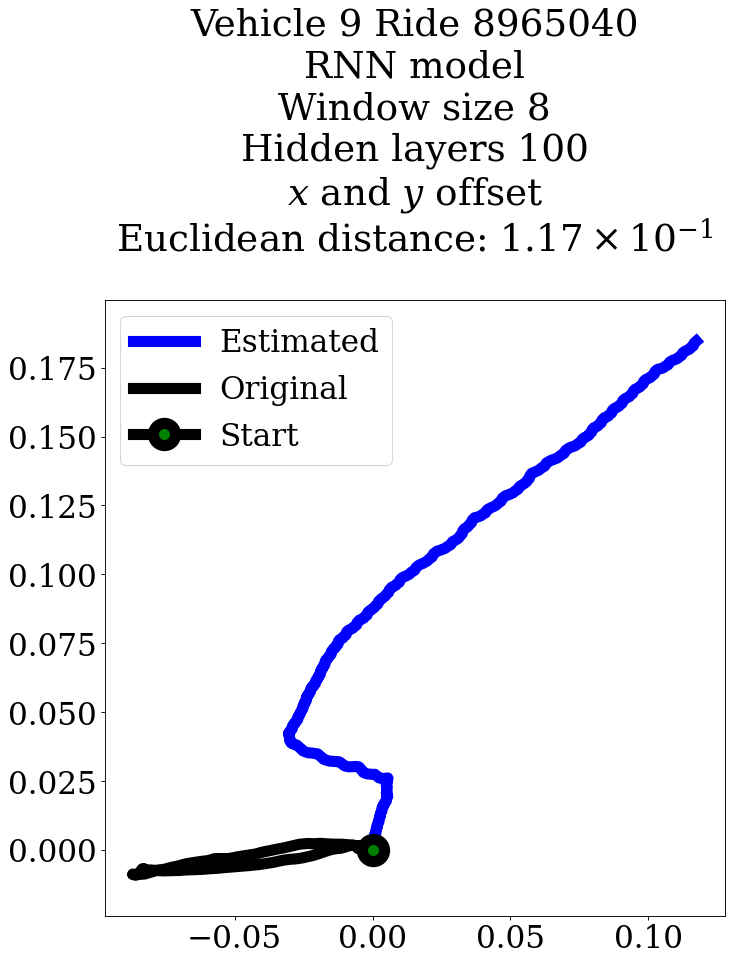 Vehicle 9 Ride 8965040
RNN model
Window size 8
Hidden layers 100
x and y offset
Euclidean distance: 1.17 × 10⁻¹
Estimated
Original
Start
0.175
0.150
0.125
0.100
0.075
0.050
0.025
0.000
−0.05 0.00 0.05 0.10